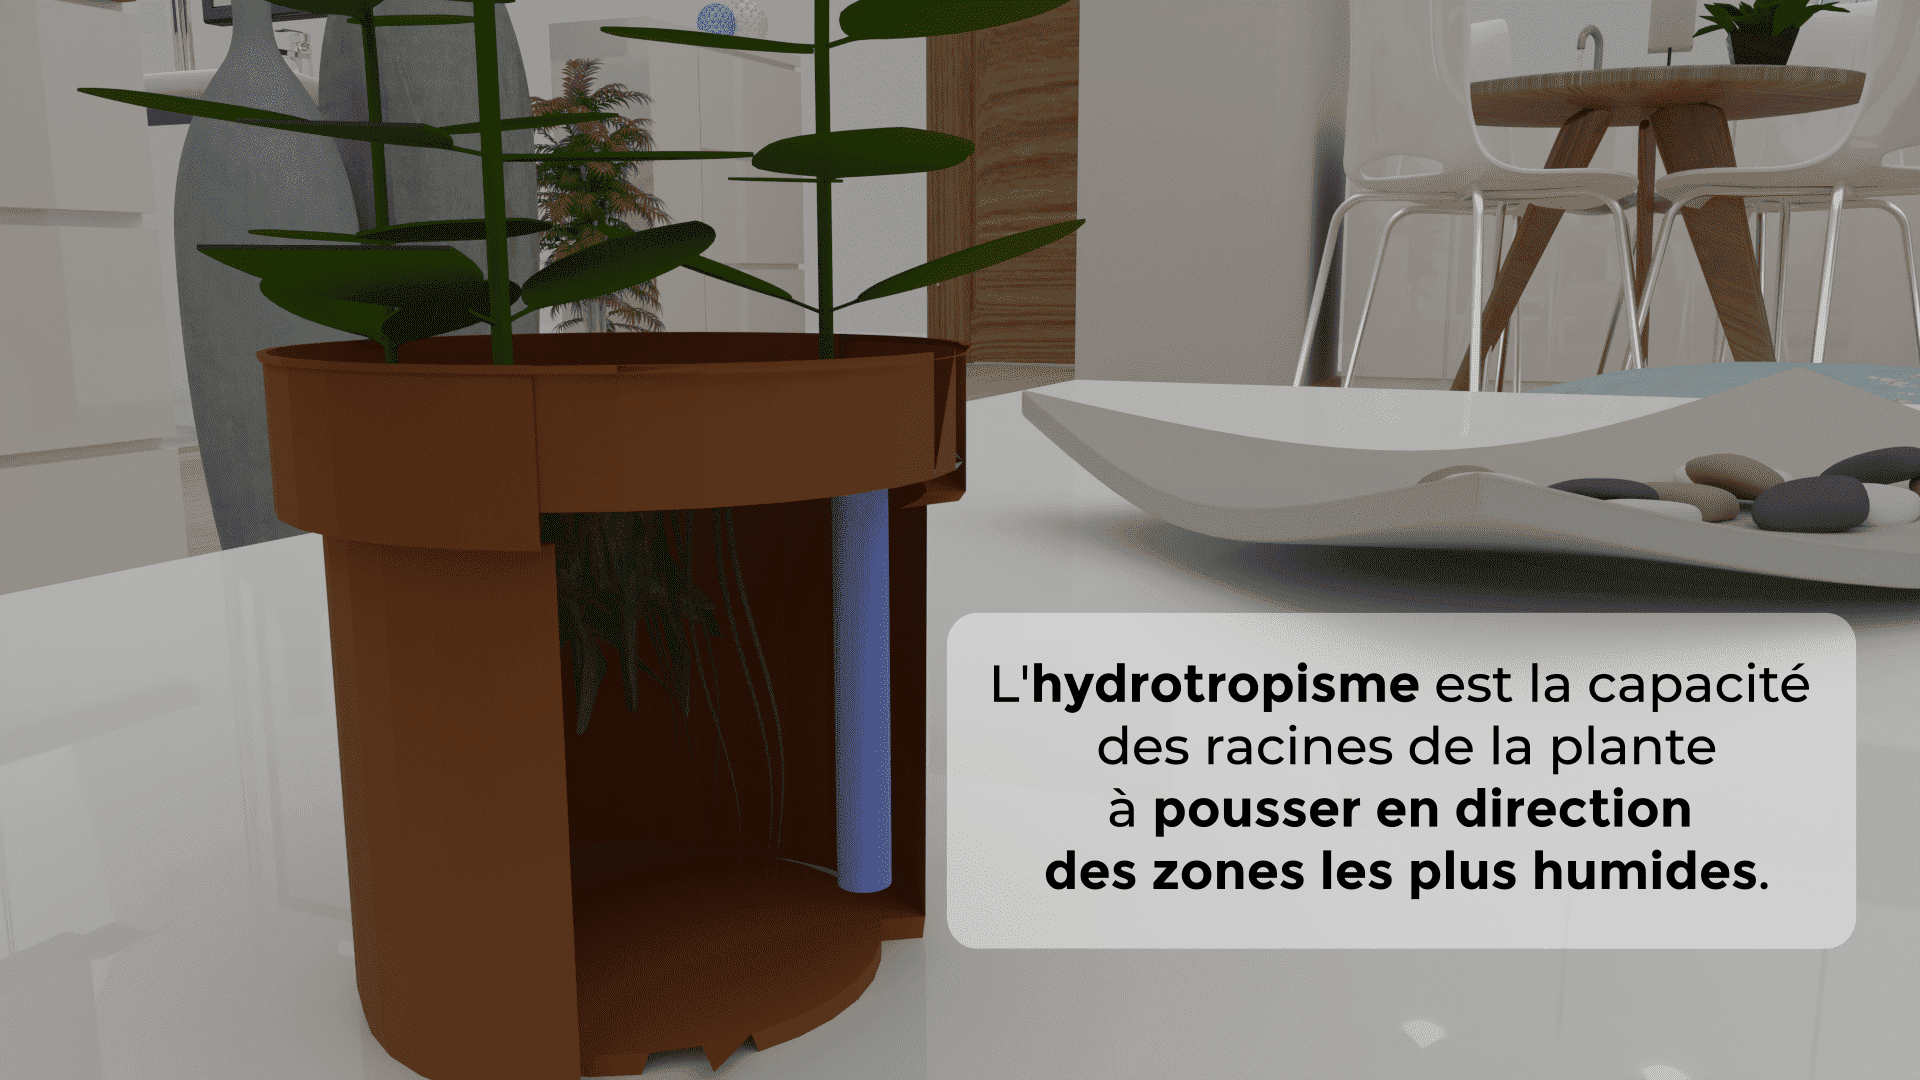 L'hydrotropisme est la capacité
des racines de la plante
à pousser en direction
des zones les plus humides.